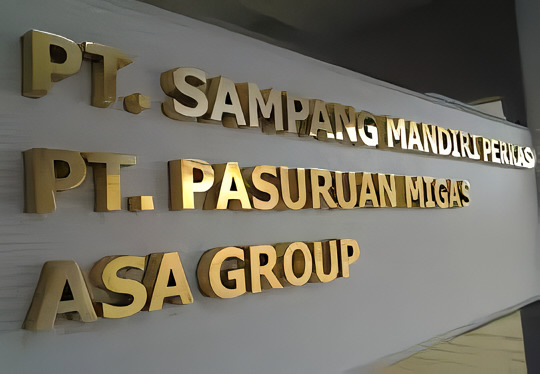 PT. SAMPANG MANDIRI PERKASA
PT. PASURUAN MIGAS
ASA GROUP